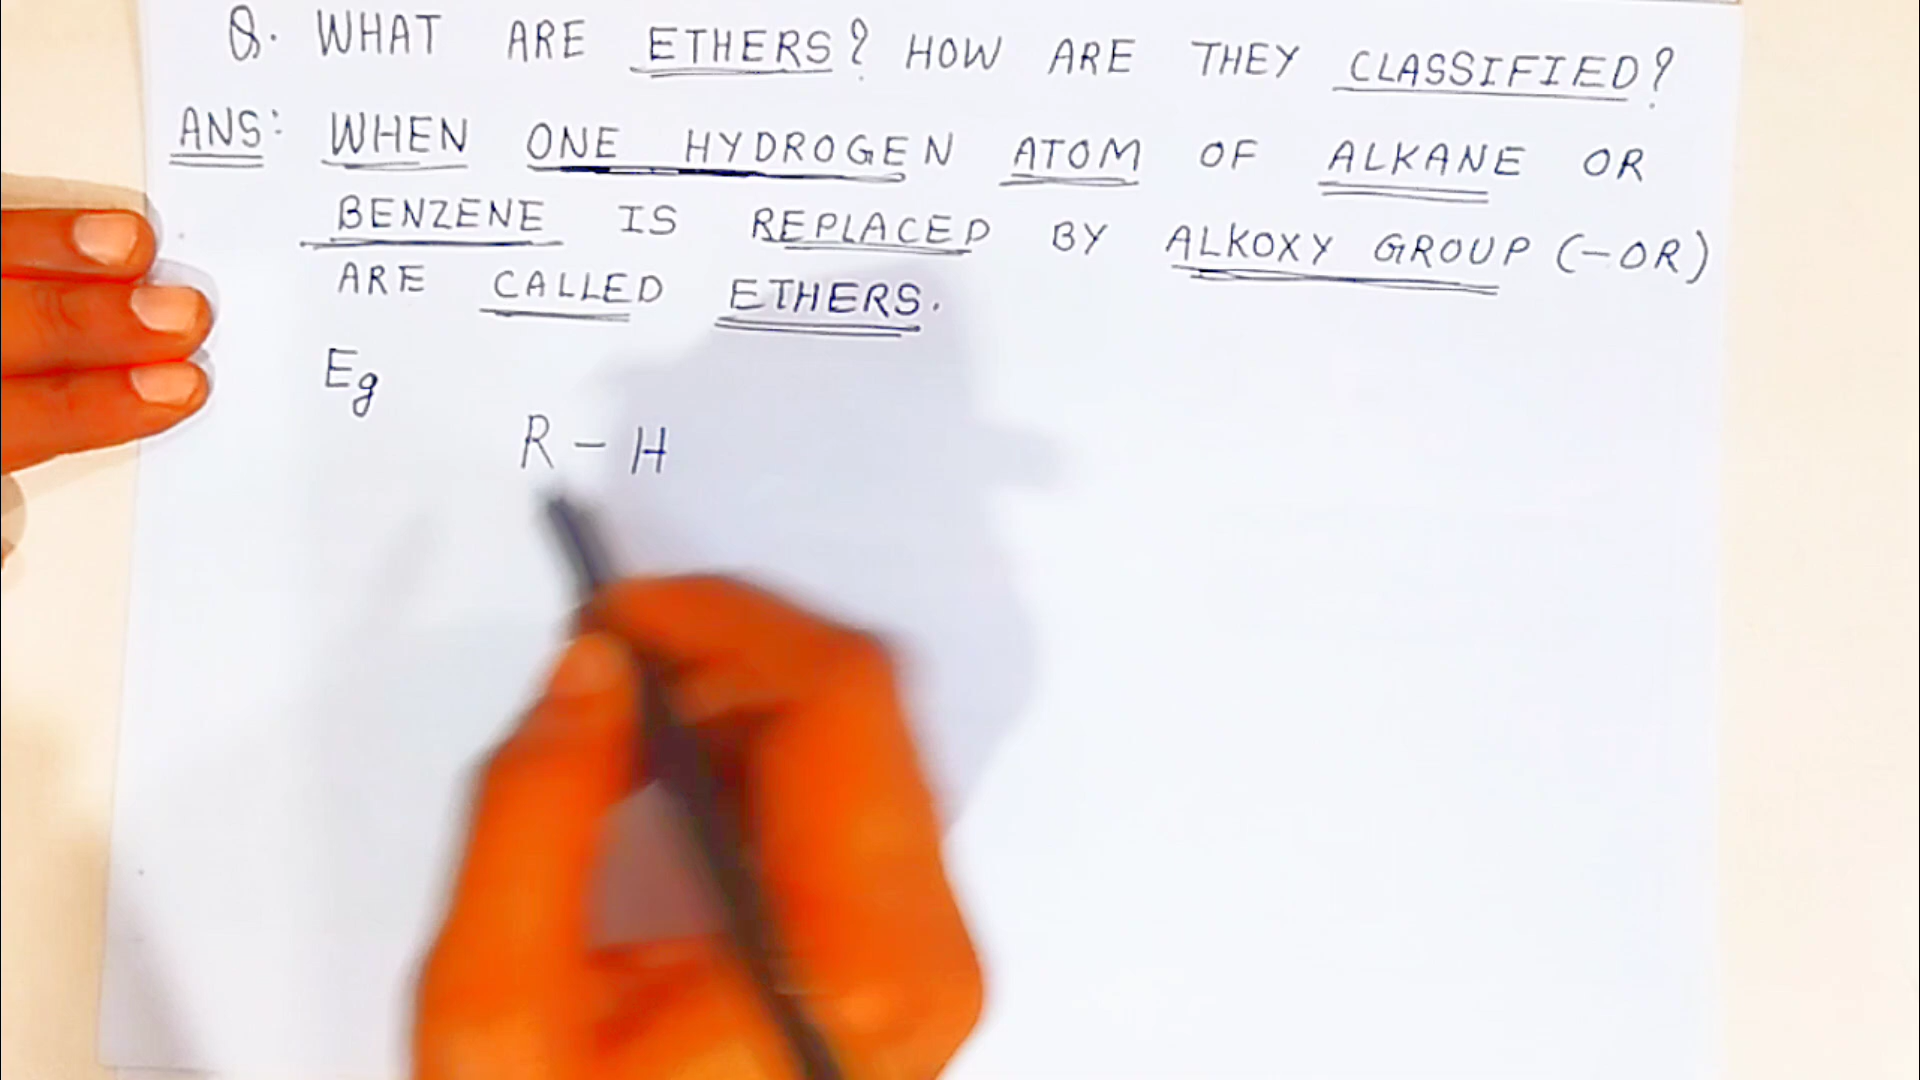 Q. WHAT ARE ETHERS? HOW ARE THEY CLASSIFIED?
ANS: WHEN ONE HYDROGEN ATOM OF ALKANE OR
BENZENE IS REPLACED BY ALKOXY GROUP (-OR)
ARE CALLED ETHERS.
Eg
R - H